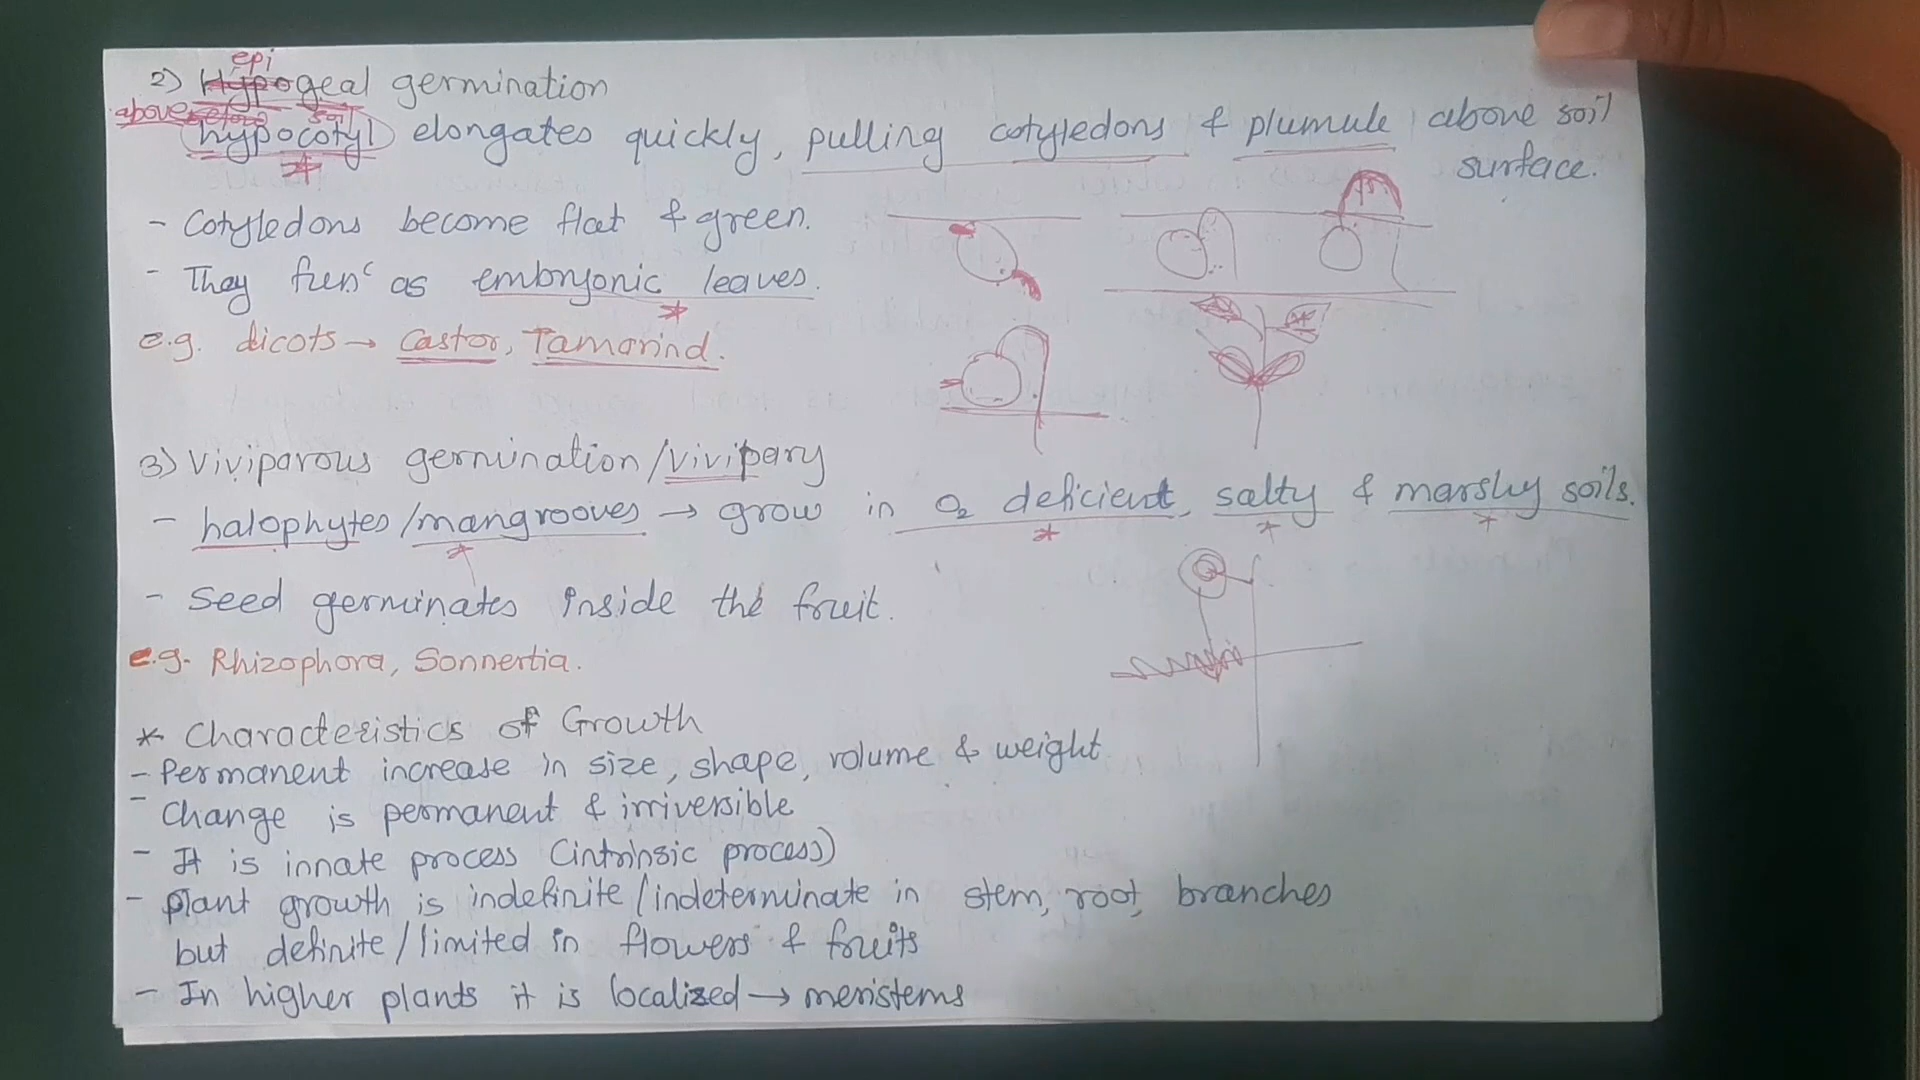 epi
2) Hypogeal germination
above before soil
hypocotyl elongates quickly, pulling cotyledons & plumule above soil
surface.
- Cotyledons become flat & green.
- They func as embryonic leaves.
e.g. dicots → Castor, Tamarind.
3) Viviparous germination/vivipary
- halophytes/mangrooves → grow in O₂ deficient, salty & marshy soils.
- Seed germinates inside the fruit.
e.g. Rhizophora, Sonnertia.
* Characteristics of Growth
- Permanent increase in size, shape, volume & weight
- Change is permanent & irriversible
- It is innate process (intrinsic process)
- plant growth is indefinite/indeterminate in stem, root, branches
but definite/limited in flowers & fruits
- In higher plants it is localized → meristems